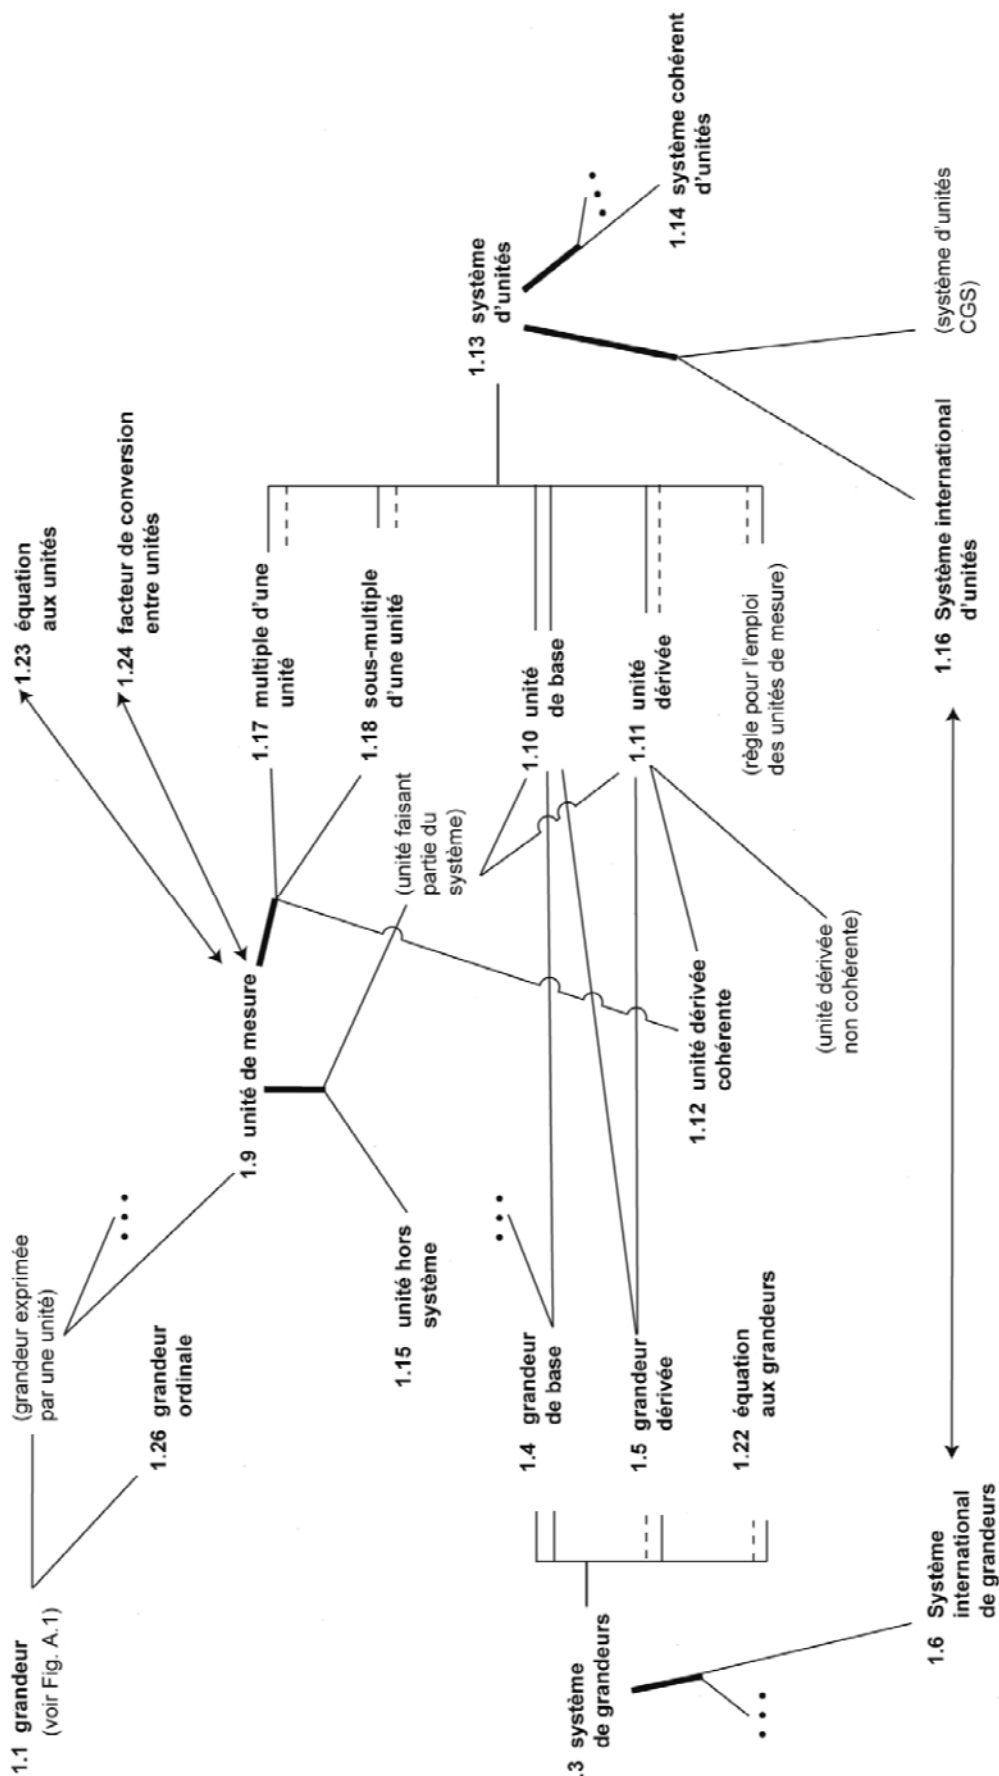 1.1 grandeur
(voir Fig. A.1)
(grandeur exprimée
par une unité)
1.26 grandeur
ordinale
1.9 unité de mesure
1.23 équation
aux unités
1.24 facteur de conversion
entre unités
1.15 unité hors
système
(unité faisant
partie du
système)
1.17 multiple d'une
unité
1.18 sous-multiple
d'une unité
1.10 unité
de base
1.11 unité
dérivée
(règle pour l'emploi
des unités de mesure)
1.12 unité dérivée
cohérente
(unité dérivée
non cohérente)
1.13 système
d'unités
1.14 système cohérent
d'unités
(système d'unités
CGS)
1.16 Système international
d'unités
.3 système
de grandeurs
1.4 grandeur
de base
1.5 grandeur
dérivée
1.22 équation
aux grandeurs
1.6 Système
international
de grandeurs